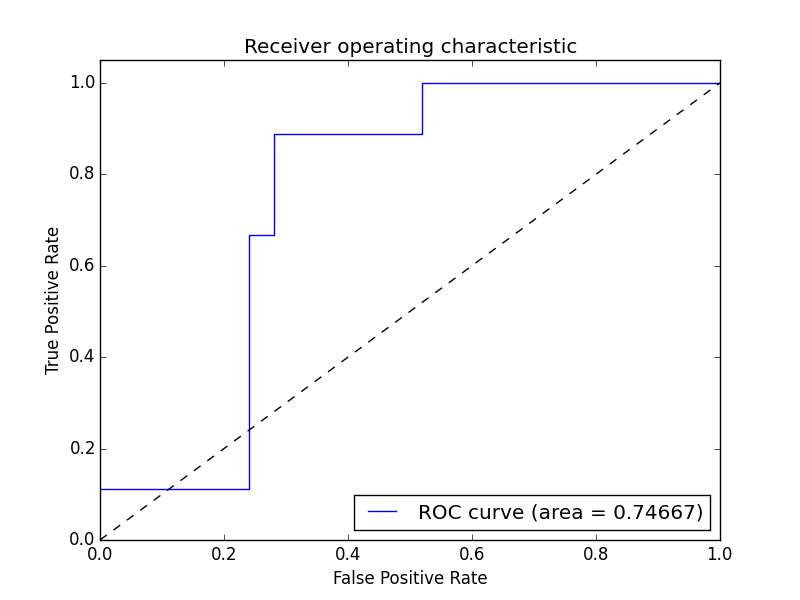 Receiver operating characteristic
1.0
0.8
0.6
0.4
0.2
0.0
True Positive Rate
ROC curve (area = 0.74667)
0.0 0.2 0.4 0.6 0.8 1.0
False Positive Rate